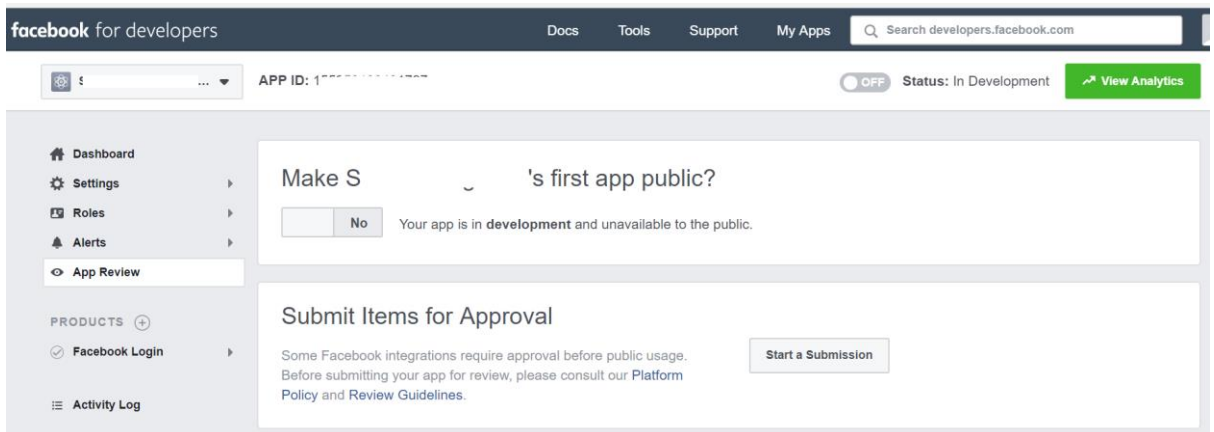 facebook for developers
Docs
Tools
Support
My Apps
Search developers.facebook.com
...
APP ID: 1
OFF
Status: In Development
View Analytics
Dashboard
Settings
Roles
Alerts
App Review
PRODUCTS
Facebook Login
Activity Log
Make S 's first app public?
No
Your app is in development and unavailable to the public.
Submit Items for Approval
Some Facebook integrations require approval before public usage.
Before submitting your app for review, please consult our Platform
Policy and Review Guidelines.
Start a Submission